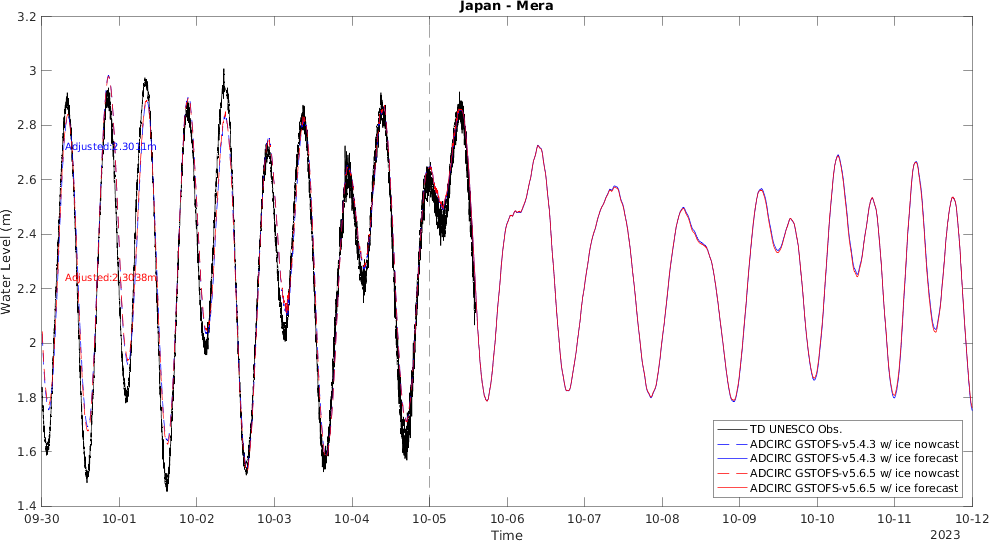 Japan - Mera
3.2
3
2.8
2.6
2.4
2.2
2
1.8
1.6
1.4
Water Level (m)
Adjusted:2.3011m
Adjusted:2.3038m
TD UNESCO Obs.
ADCIRC GSTOFS-v5.4.3 w/ ice nowcast
ADCIRC GSTOFS-v5.4.3 w/ ice forecast
ADCIRC GSTOFS-v5.6.5 w/ ice nowcast
ADCIRC GSTOFS-v5.6.5 w/ ice forecast
09-30 10-01 10-02 10-03 10-04 10-05 10-06 10-07 10-08 10-09 10-10 10-11 10-12
Time
2023